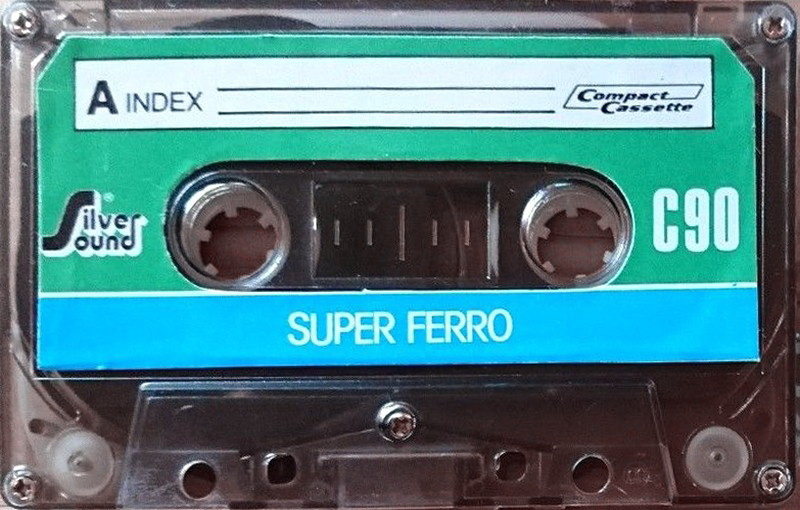 A INDEX
Compact
Cassette
Silver
Sound
®
C90
SUPER FERRO